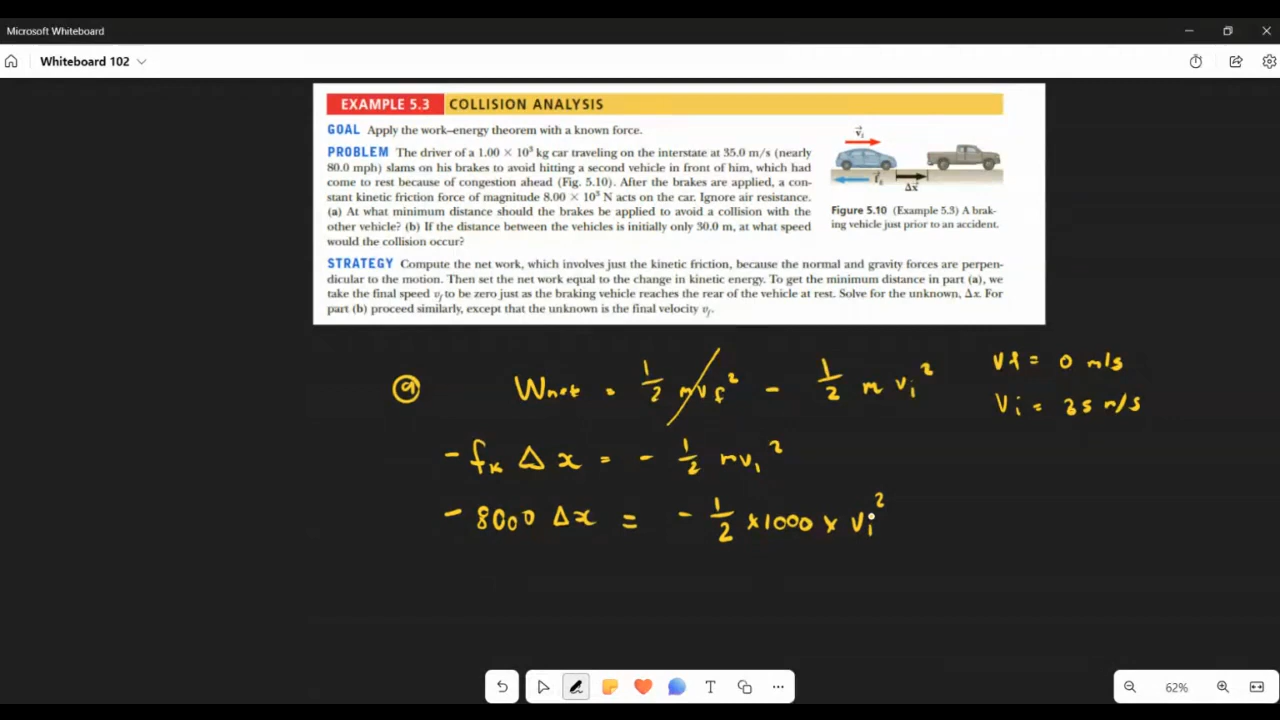 Microsoft Whiteboard
Whiteboard 102
EXAMPLE 5.3 COLLISION ANALYSIS
GOAL Apply the work–energy theorem with a known force.
PROBLEM The driver of a 1.00 × 10³ kg car traveling on the interstate at 35.0 m/s (nearly
80.0 mph) slams on his brakes to avoid hitting a second vehicle in front of him, which had
come to rest because of congestion ahead (Fig. 5.10). After the brakes are applied, a con-
stant kinetic friction force of magnitude 8.00 × 10³ N acts on the car. Ignore air resistance.
(a) At what minimum distance should the brakes be applied to avoid a collision with the
other vehicle? (b) If the distance between the vehicles is initially only 30.0 m, at what speed
would the collision occur?
v⃗i
f⃗k
Δx⃗
Figure 5.10 (Example 5.3) A brak-
ing vehicle just prior to an accident.
STRATEGY Compute the net work, which involves just the kinetic friction, because the normal and gravity forces are perpen-
dicular to the motion. Then set the net work equal to the change in kinetic energy. To get the minimum distance in part (a), we
take the final speed vf to be zero just as the braking vehicle reaches the rear of the vehicle at rest. Solve for the unknown, Δx. For
part (b) proceed similarly, except that the unknown is the final velocity vf.
ⓐ Wnet = 1/2 mvf² - 1/2 m vi²
vf = 0 m/s
vi = 35 m/s
- fk Δx = - 1/2 mvi²
- 8000 Δx = - 1/2 × 1000 × vi²
62%